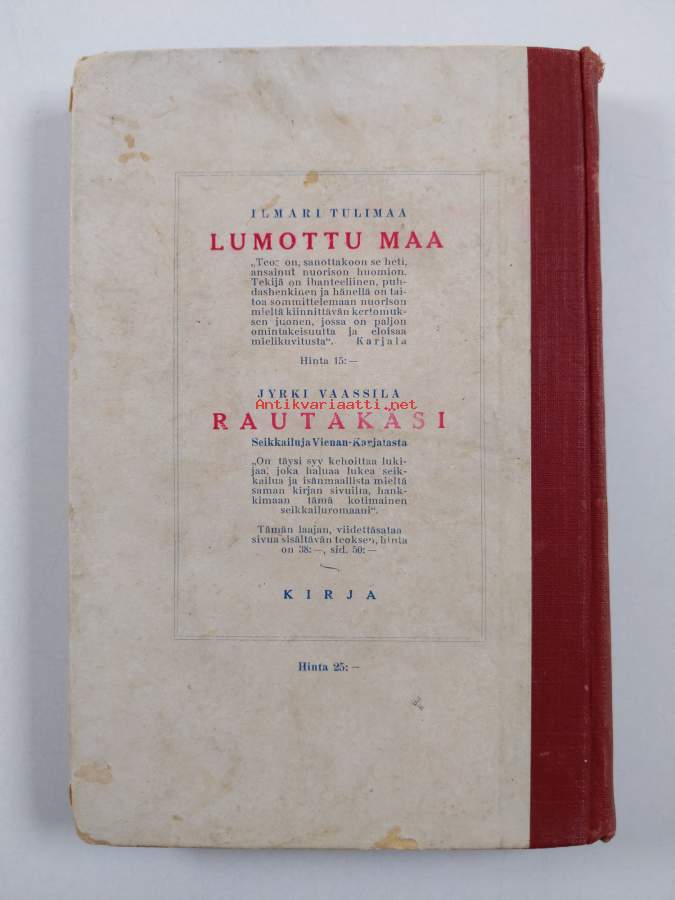 ILMARI TULIMAA
LUMOTTU MAA
„Teos on, sanottakoon se heti,
ansainut nuorison huomion.
Tekijä on ihanteellinen, puh-
dashenkinen ja hänellä on tai-
toa sommittelemaan nuorison
mieltä kiinnittävän kertomuk-
sen juonen, jossa on paljon
omintakeisuutta ja eloisaa
mielikuvitusta“. Karjala
Hinta 15:—
JYRKI VAASSILA
Antikvariaatti.net
RAUTAKÄSI
Seikkailuja Vienan-Karjalasta
„On täysi syy kehoittaa luki-
jaa, joka haluaa lukea seik-
kailua ja isänmaallista mieltä
saman kirjan sivuilta, hank-
kimaan tämä kotimainen
seikkailuromaani“.
Tämän laajan, viidettäsataa
sivua sisältävän teoksen, hinta
on 38:—, sid. 50:—
KIRJA
Hinta 25:—